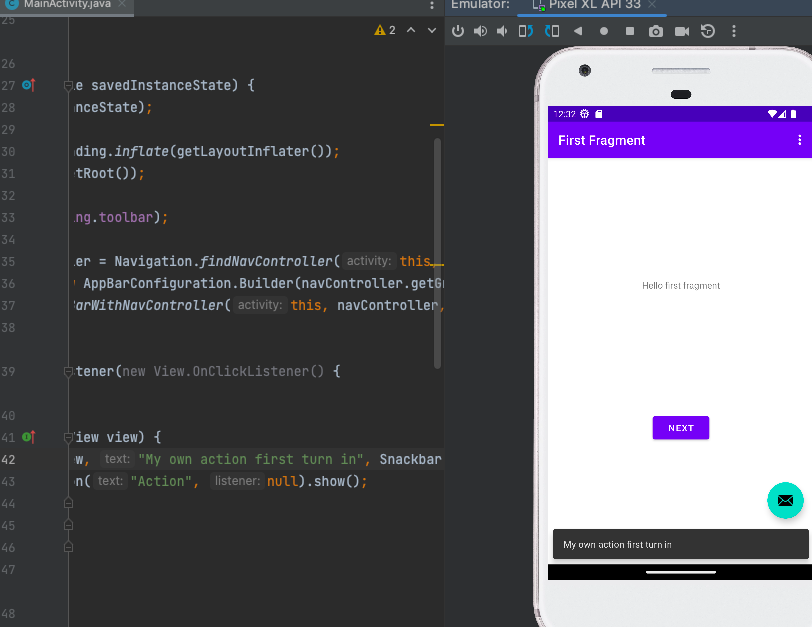 MainActivity.java
Emulator:
Pixel XL API 33
25
2
26
27 e savedInstanceState) {
28 nceState);
29
30 ding.inflate(getLayoutInflater());
31 tRoot());
32
33 ng.toolbar);
34
35 er = Navigation.findNavController( activity: this,
36 AppBarConfiguration.Builder(navController.getG
37 arWithNavController( activity: this, navController,
38
39 tener(new View.OnClickListener() {
40
41 iew view) {
42 w, text: "My own action first turn in", Snackbar
43 n( text: "Action", listener: null).show();
44
45
46
47
48
12:32
First Fragment
Hello first fragment
NEXT
My own action first turn in